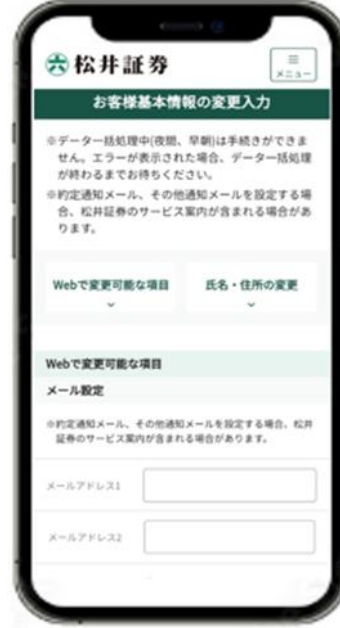 松井証券
メニュー
お客様基本情報の変更入力
※データ一括処理中(夜間、早朝)は手続きができま
せん。エラーが表示された場合、データ一括処理
が終わるまでお待ちください。
※約定通知メール、その他通知メールを設定する場
合、松井証券のサービス案内が含まれる場合があ
ります。
Webで変更可能な項目
氏名・住所の変更
Webで変更可能な項目
メール設定
※約定通知メール、その他通知メールを設定する場合、松井
証券のサービス案内が含まれる場合があります。
メールアドレス1
メールアドレス2